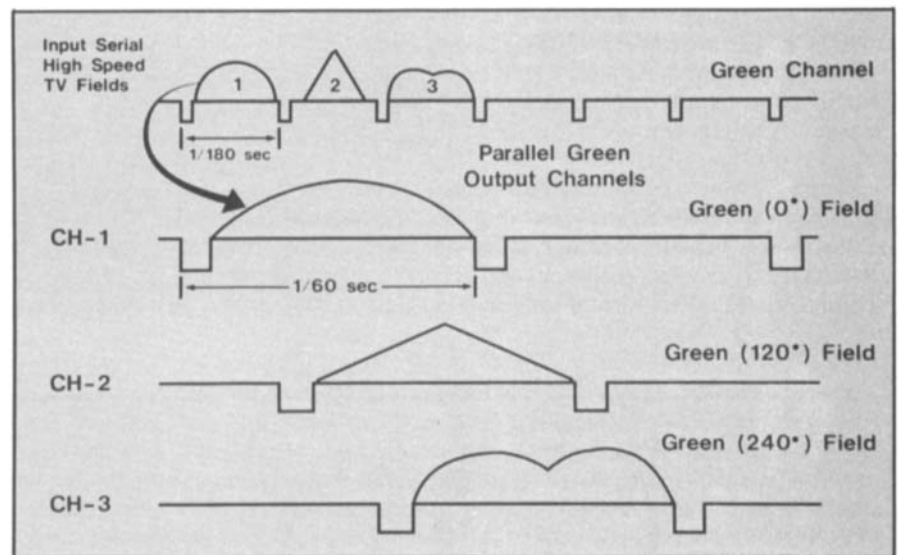 Input Serial
High Speed
TV Fields
1
2
3
Green Channel
1/180 sec
Parallel Green
Output Channels
Green (0°) Field
CH-1
1/60 sec
Green (120°) Field
CH-2
Green (240°) Field
CH-3